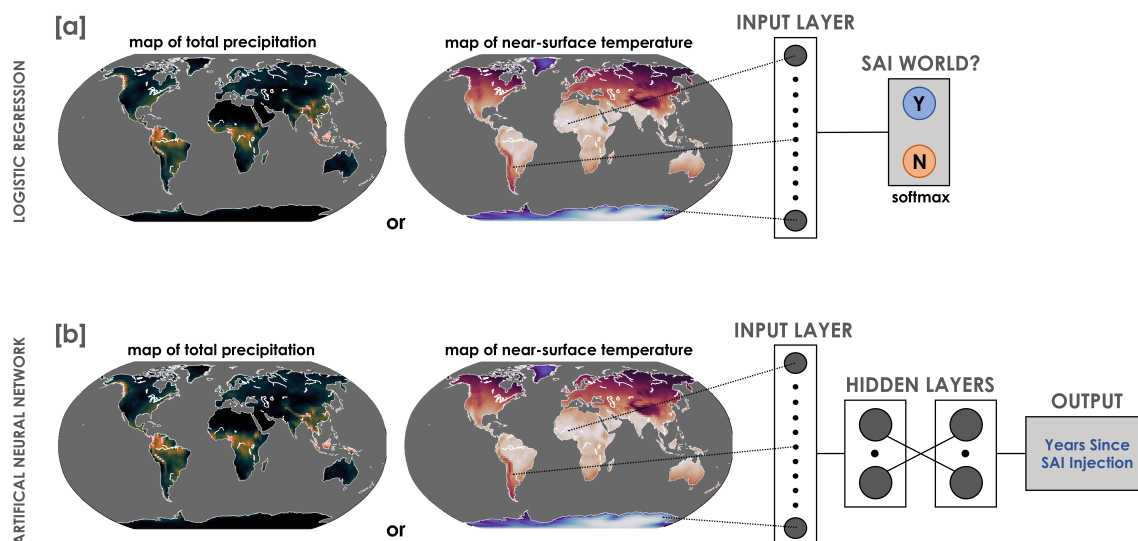 [a]
LOGISTIC REGRESSION
map of total precipitation
or
map of near-surface temperature
INPUT LAYER
SAI WORLD?
Y
N
softmax
[b]
ARTIFICAL NEURAL NETWORK
map of total precipitation
or
map of near-surface temperature
INPUT LAYER
HIDDEN LAYERS
OUTPUT
Years Since
SAI Injection